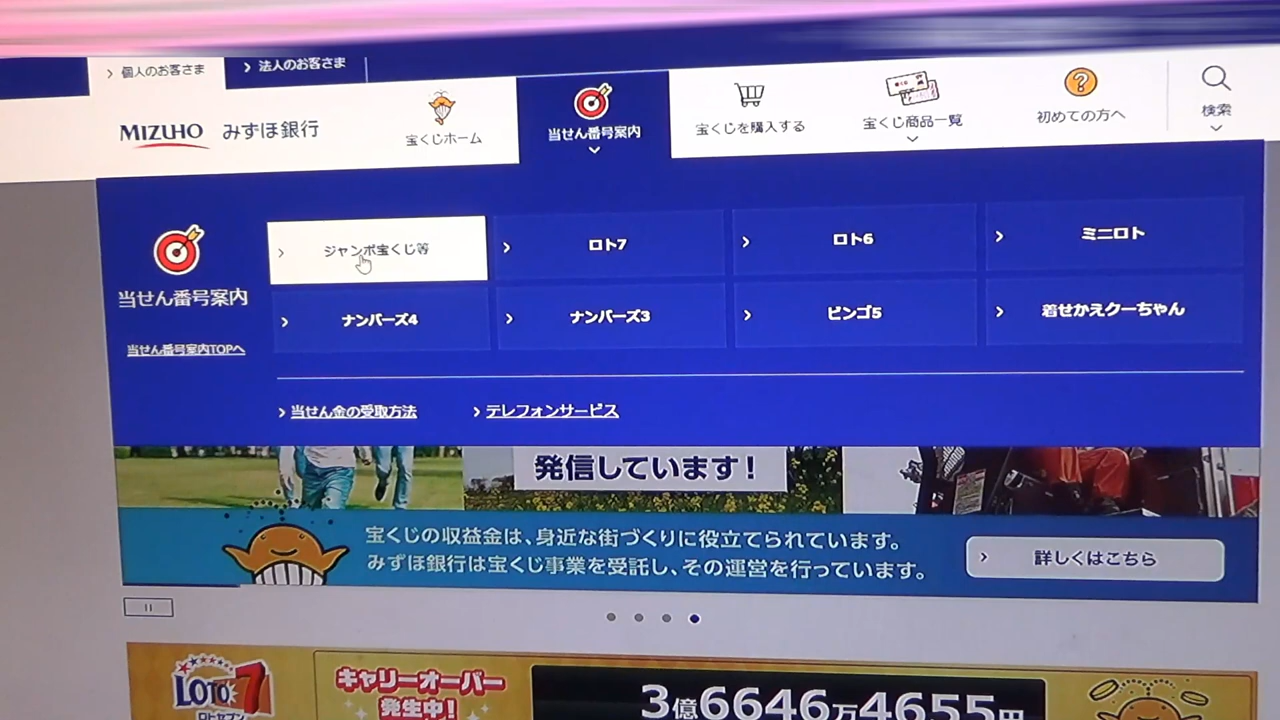 個人のお客さま
法人のお客さま
MIZUHO みずほ銀行
宝くじホーム
当せん番号案内
宝くじを購入する
宝くじ商品一覧
初めての方へ
検索
当せん番号案内
当せん番号案内TOPへ
ジャンボ宝くじ等
ロト7
ロト6
ミニロト
ナンバーズ4
ナンバーズ3
ビンゴ5
着せかえクーちゃん
当せん金の受取方法
テレフォンサービス
発信しています!
宝くじの収益金は、身近な街づくりに役立てられています。
みずほ銀行は宝くじ事業を受託し、その運営を行っています。
詳しくはこちら
LOTO7
ロトセブン
キャリーオーバー
発生中!
3億6646万4655円